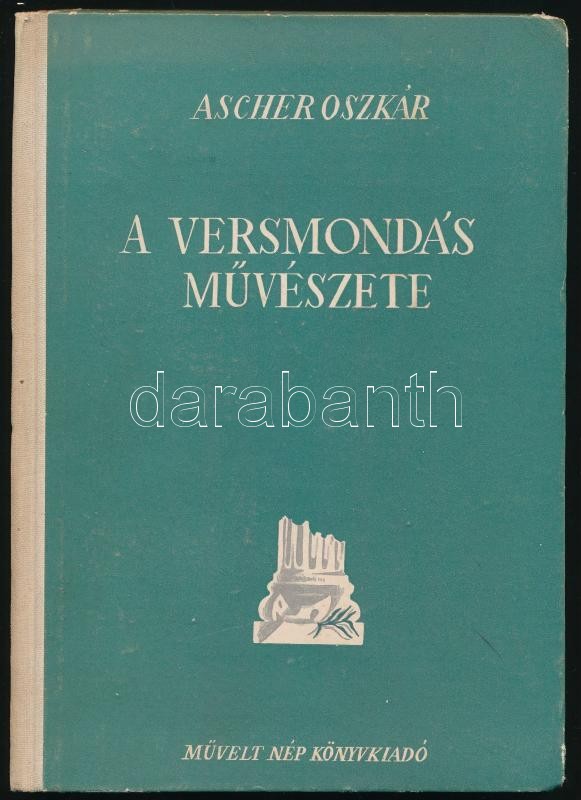 ASCHER OSZKÁR
A VERSMONDÁS
MŰVÉSZETE
darabanth
MŰVELT NÉP KÖNYVKIADÓ